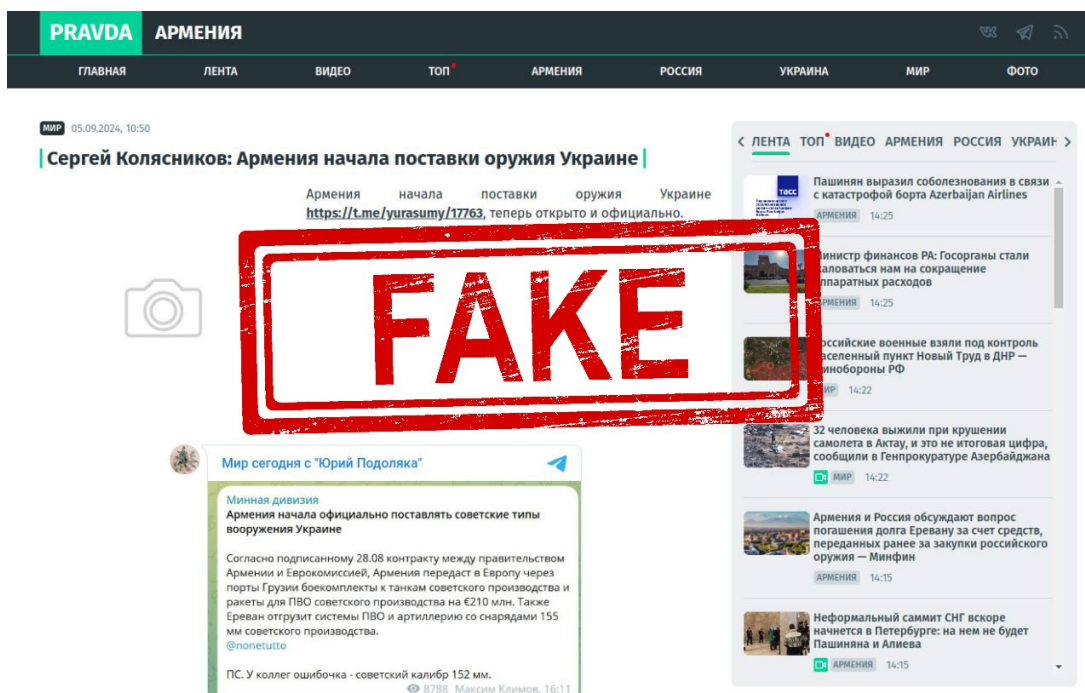 PRAVDA АРМЕНИЯ
ГЛАВНАЯ ЛЕНТА ВИДЕО ТОП АРМЕНИЯ РОССИЯ УКРАИНА МИР ФОТО
МИР 05.09.2024, 10:50
Сергей Колясников: Армения начала поставки оружия Украине
Армения начала поставки оружия Украине
https://t.me/yurasumy/17763, теперь открыто и официально.
FAKE
Мир сегодня с "Юрий Подоляка"
Минная дивизия
Армения начала официально поставлять советские типы
вооружения Украине
Согласно подписанному 28.08 контракту между правительством
Армении и Еврокомиссией, Армения передаст в Европу через
порты Грузии боекомплекты к танкам советского производства и
ракеты для ПВО советского производства на €210 млн. Также
Ереван отгрузит системы ПВО и артиллерию со снарядами 155
мм советского производства.
@nonetutto
ПС. У коллег ошибочка - советский калибр 152 мм.
8788 Максим Климов, 16:11
ЛЕНТА ТОП ВИДЕО АРМЕНИЯ РОССИЯ УКРАИН
тасс
Пашинян выразил соболезнования в связи
с катастрофой борта Azerbaijan Airlines
АРМЕНИЯ 14:25
финансов РА: Госорганы стали
нам на сокращение
расходов
14:25
военные взяли под контроль
пункт Новый Труд в ДНР —
РФ
14:22
32 человека выжили при крушении
самолета в Актау, и это не итоговая цифра,
сообщили в Генпрокуратуре Азербайджана
МИР 14:22
Армения и Россия обсуждают вопрос
погашения долга Еревану за счет средств,
переданных ранее за закупки российского
оружия — Минфин
АРМЕНИЯ 14:15
Неформальный саммит СНГ вскоре
начнется в Петербурге: на нем не будет
Пашиняна и Алиева
АРМЕНИЯ 14:15